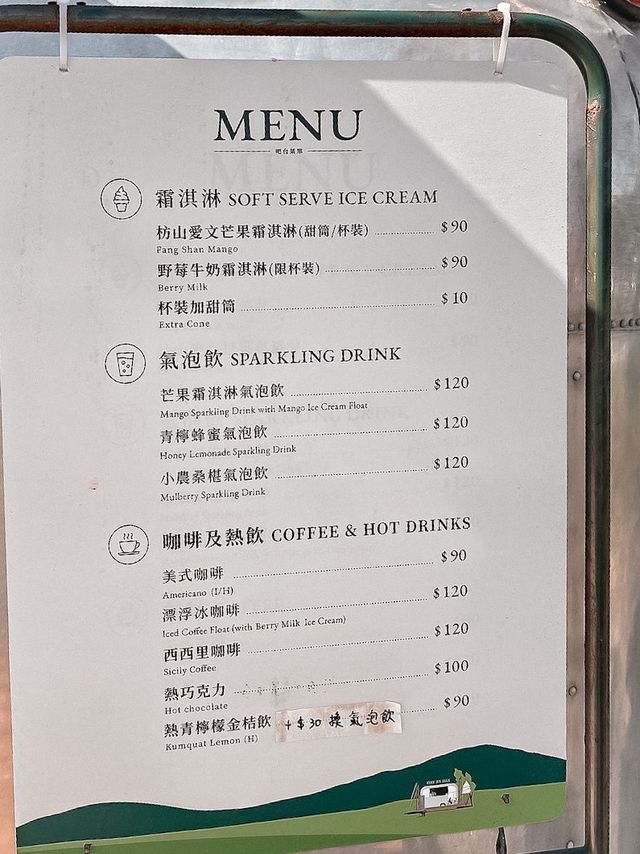 MENU
吧台菜單
霜淇淋 SOFT SERVE ICE CREAM
枋山愛文芒果霜淇淋(甜筒/杯裝) $90
Fang Shan Mango
野莓牛奶霜淇淋(限杯裝) $90
Berry Milk
杯裝加甜筒 $10
Extra Cone
氣泡飲 SPARKLING DRINK
芒果霜淇淋氣泡飲 $120
Mango Sparkling Drink with Mango Ice Cream Float
青檸蜂蜜氣泡飲 $120
Honey Lemonade Sparkling Drink
小農桑椹氣泡飲 $120
Mulberry Sparkling Drink
咖啡及熱飲 COFFEE & HOT DRINKS
美式咖啡 $90
Americano (I/H)
漂浮冰咖啡 $120
Iced Coffee Float (with Berry Milk Ice Cream)
西西里咖啡 $120
Sicily Coffee
熱巧克力 $100
Hot chocolate
熱青檸檬金桔飲 +$30 換氣泡飲 $90
Kumquat Lemon (H)